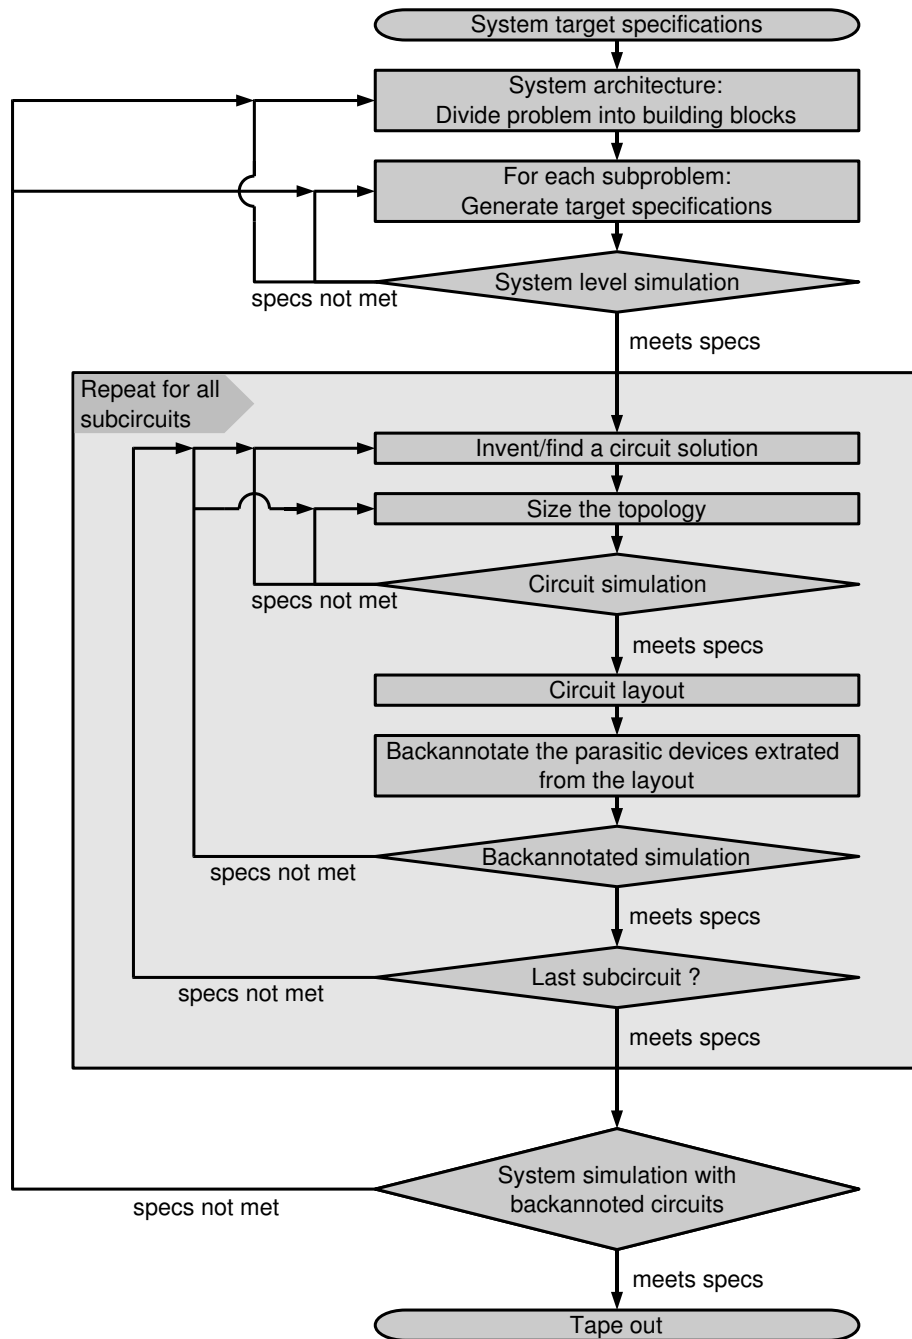 System target specifications
System architecture:
Divide problem into building blocks
For each subproblem:
Generate target specifications
System level simulation
specs not met
meets specs
Repeat for all
subcircuits
Invent/find a circuit solution
Size the topology
Circuit simulation
specs not met
meets specs
Circuit layout
Backannotate the parasitic devices extrated
from the layout
Backannotated simulation
specs not met
meets specs
Last subcircuit ?
specs not met
meets specs
System simulation with
backannoted circuits
specs not met
meets specs
Tape out